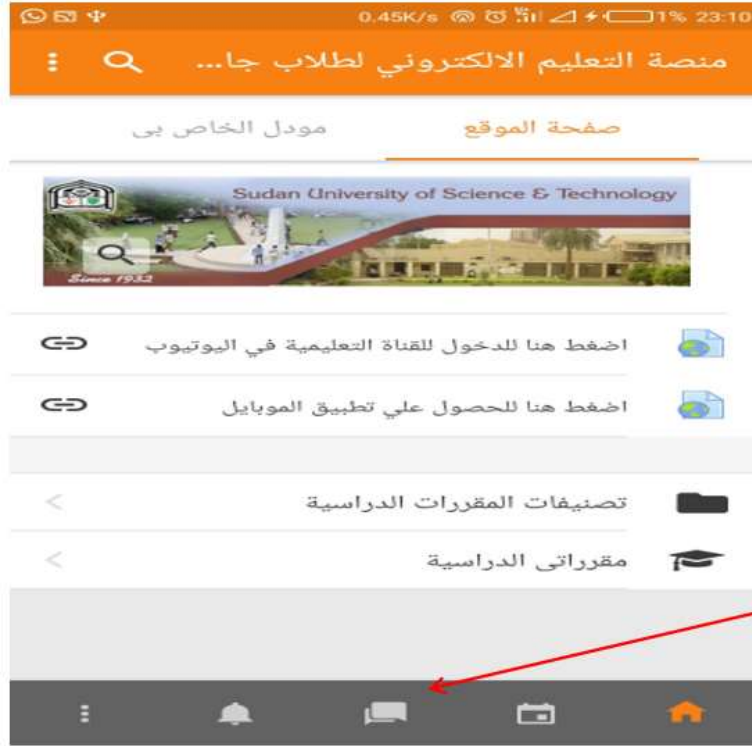 0.45K/s 1% 23:10
منصة التعليم الالكتروني لطلاب جا...
صفحة الموقع
مودل الخاص بى
Sudan University of Science & Technology
Since 1932
اضغط هنا للدخول للقناة التعليمية في اليوتيوب
اضغط هنا للحصول علي تطبيق الموبايل
تصنيفات المقررات الدراسية
مقرراتى الدراسية